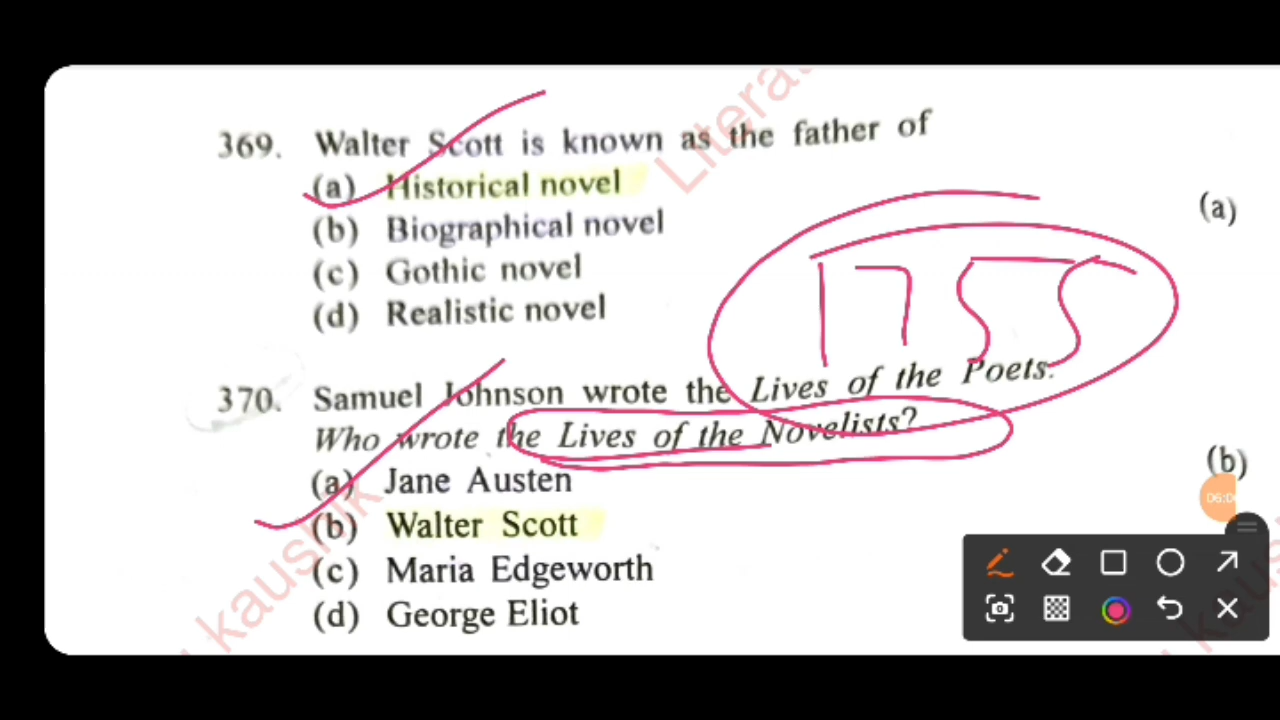 Litera
369. Walter Scott is known as the father of
(a) Historical novel
(b) Biographical novel
(c) Gothic novel
(d) Realistic novel
(a)
1755
370. Samuel Johnson wrote the Lives of the Poets.
Who wrote the Lives of the Novelists?
(a) Jane Austen
(b) Walter Scott
(c) Maria Edgeworth
(d) George Eliot
(b)
kaushik